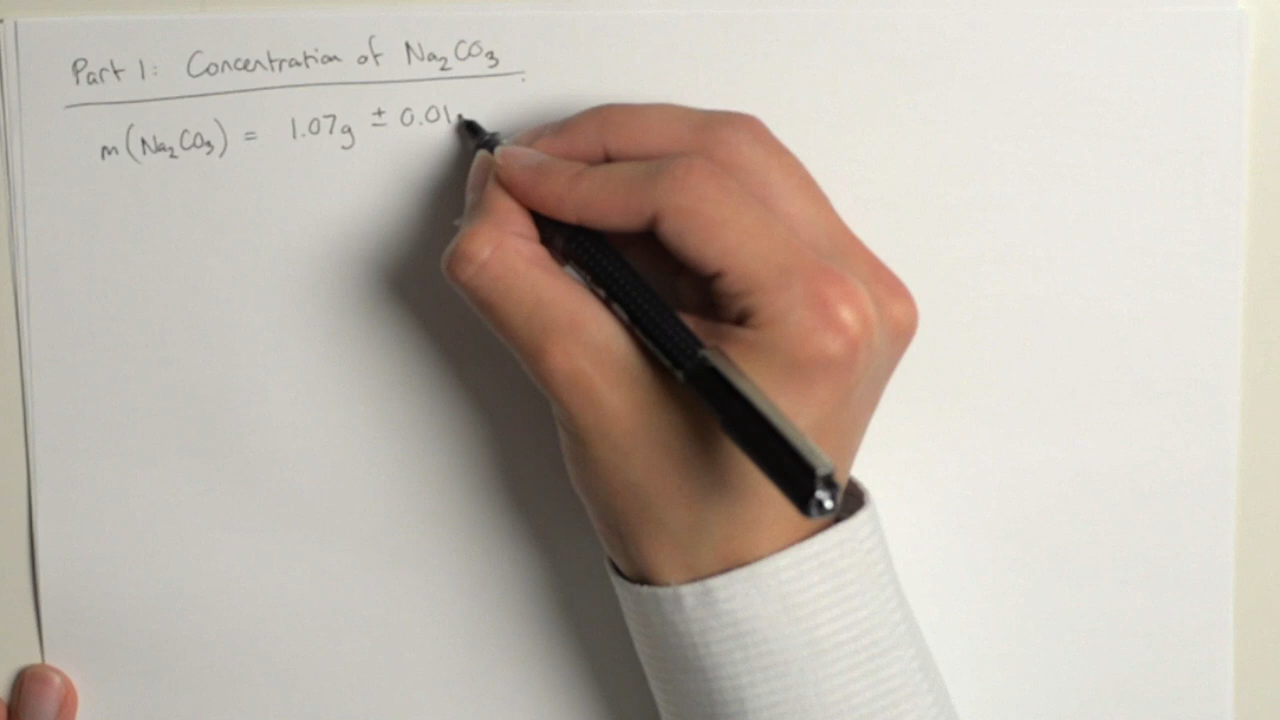 Part 1: Concentration of Na₂CO₃
m(Na₂CO₃) = 1.07g ± 0.01